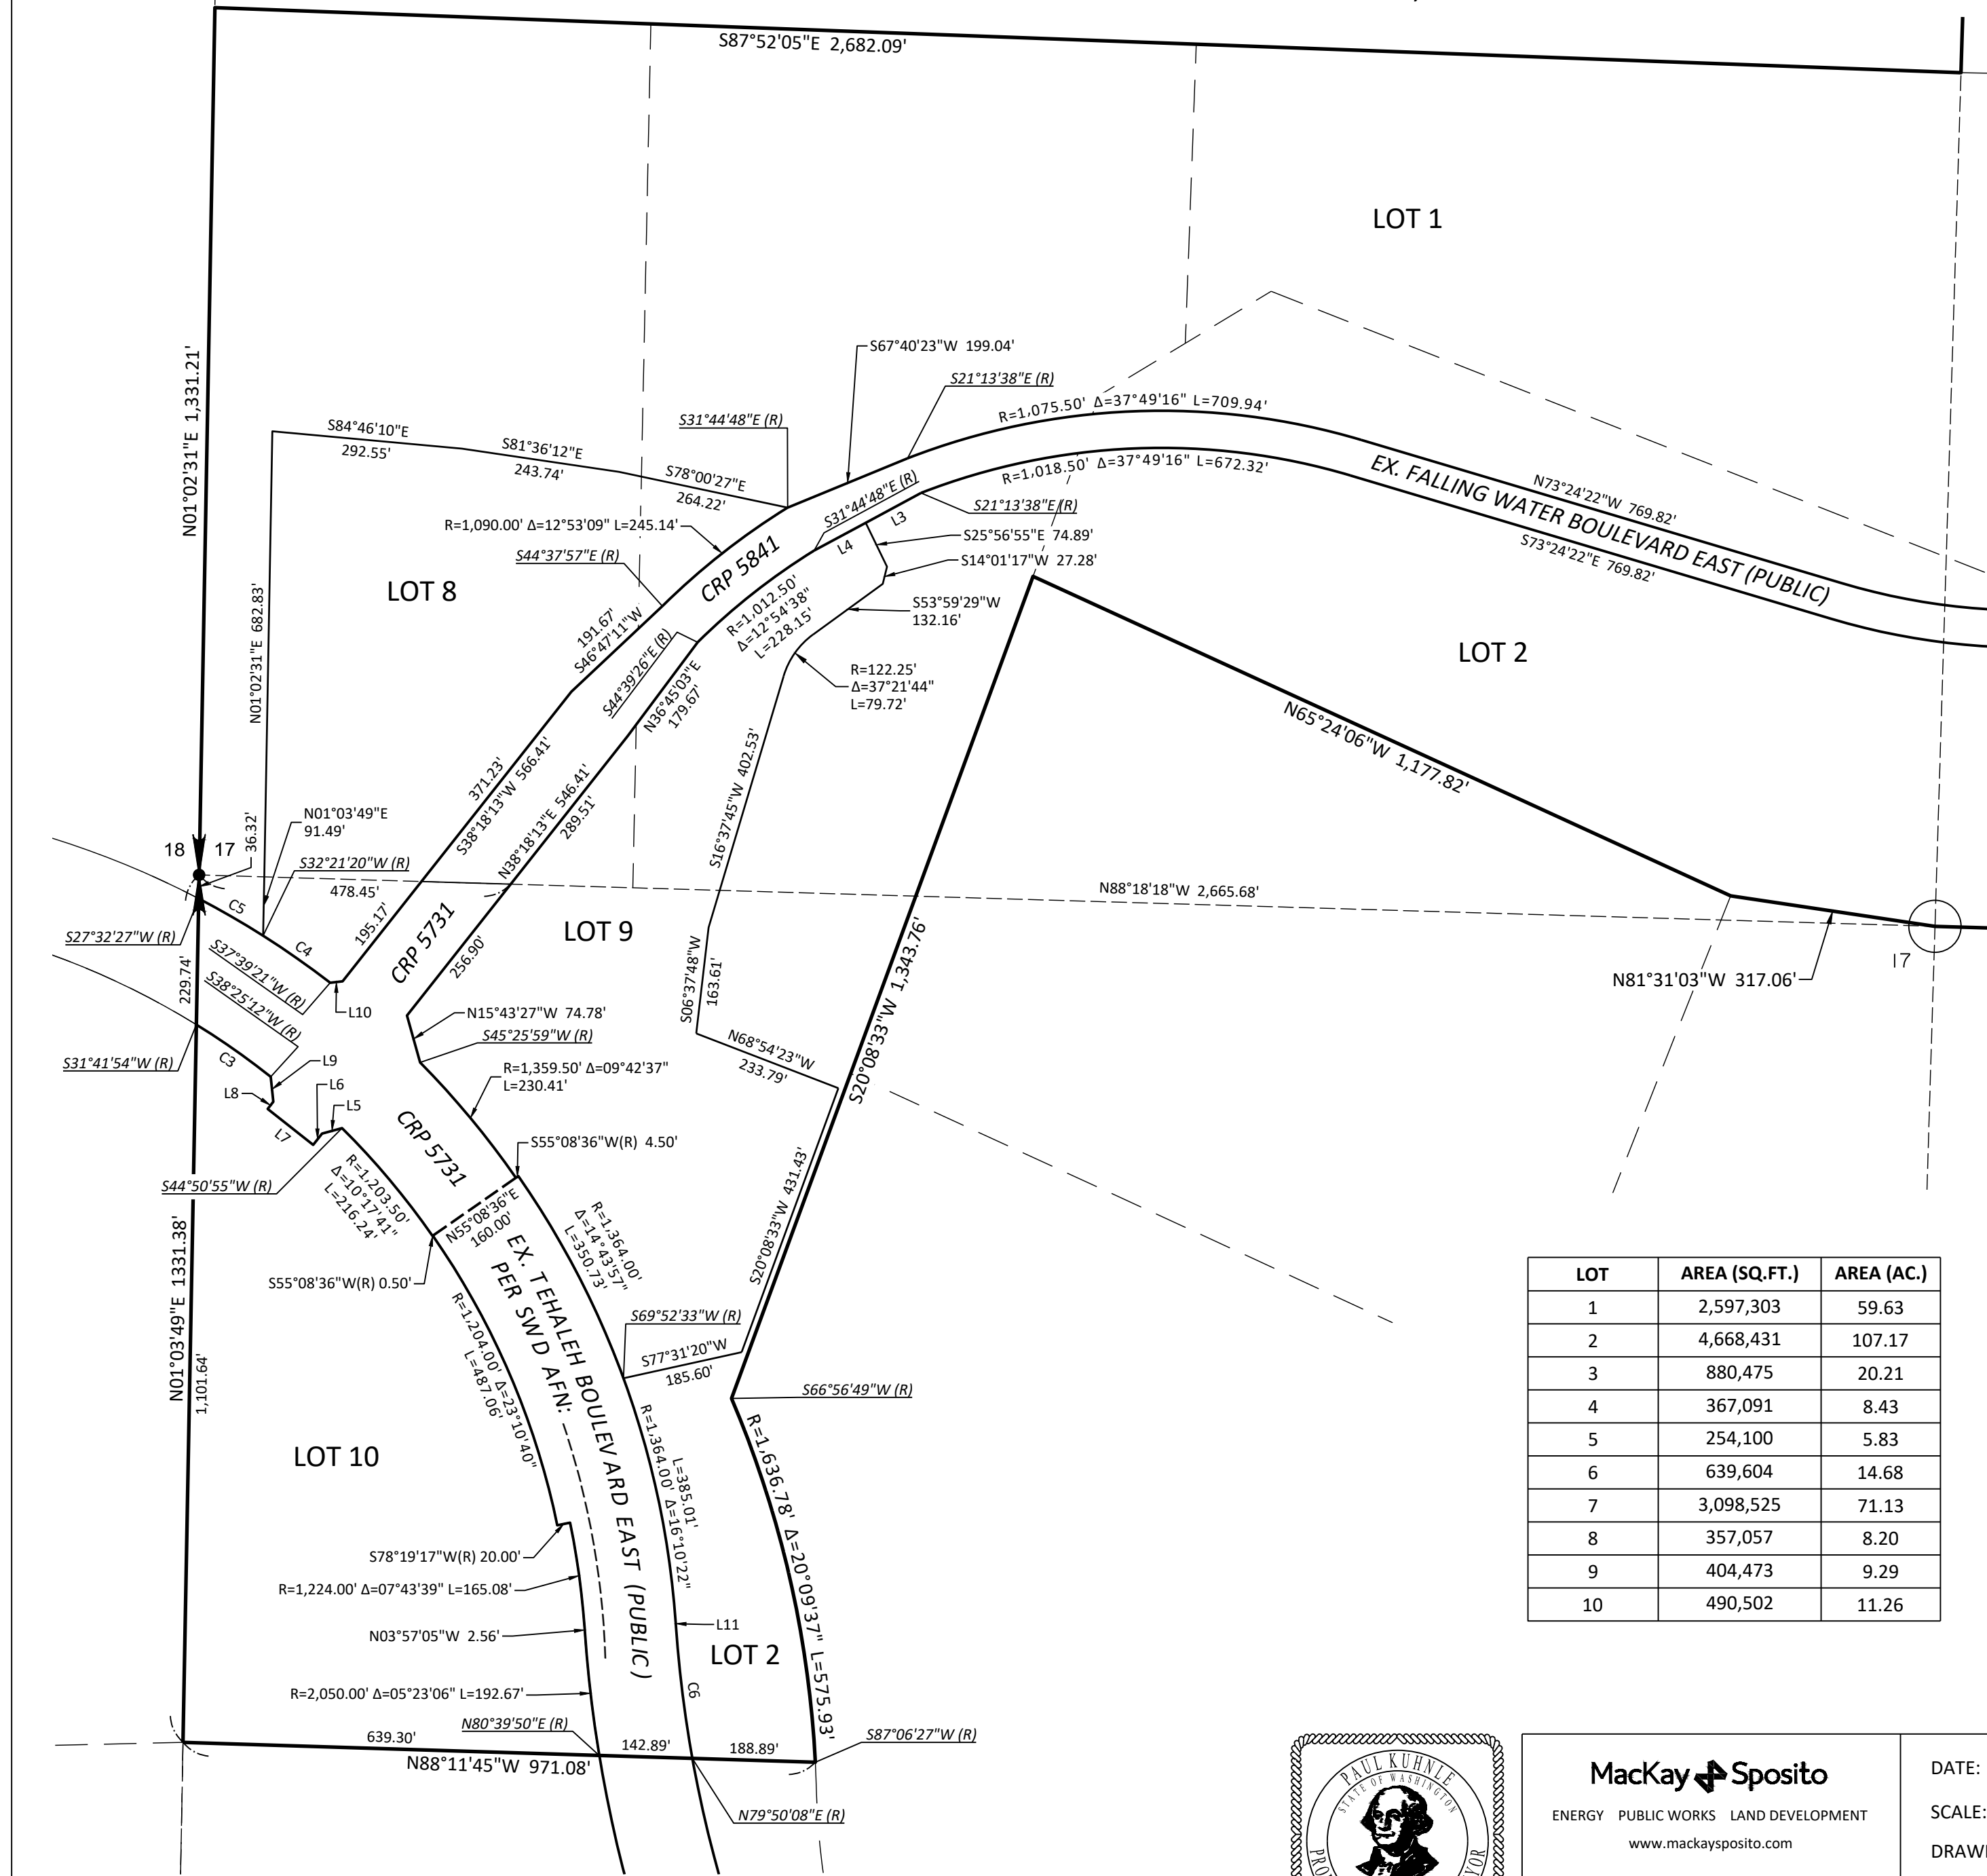 S87°52'05"E 2,682.09'
LOT 1
N01°02'31"E 1,331.21'
S67°40'23"W 199.04'
S21°13'38"E (R)
R=1,075.50' Δ=37°49'16" L=709.94'
S31°44'48"E (R)
S84°46'10"E
292.55'
S81°36'12"E
243.74'
S78°00'27"E
264.22'
R=1,018.50' Δ=37°49'16" L=672.32'
S31°44'48"E (R)
L3
S21°13'38"E(R)
EX. FALLING WATER BOULEVARD EAST (PUBLIC)
N73°24'22"W 769.82'
S73°24'22"E 769.82'
R=1,090.00' Δ=12°53'09" L=245.14'
S44°37'57"E (R)
CRP 5841
L4
S25°56'55"E 74.89'
S14°01'17"W 27.28'
LOT 8
191.67'
S46°47'11"W
R=1,012.50'
Δ=12°54'38"
L=228.15'
S53°59'29"W
132.16'
S44°39'26"E (R)
N36°45'03"E
179.67'
R=122.25'
Δ=37°21'44"
L=79.72'
LOT 2
N01°02'31"E 682.83'
N65°24'06"W 1,177.82'
371.23'
S38°18'13"W 566.41'
N38°18'13"E 546.41'
289.51'
S16°37'45"W 402.53'
N01°03'49"E
91.49'
36.32'
18
17
S32°21'20"W (R)
478.45'
N88°18'18"W 2,665.68'
C5
C4
195.17'
CRP 5731
LOT 9
S27°32'27"W (R)
S37°39'21"W (R)
S38°25'12"W (R)
256.90'
S06°37'48"W
163.61'
S20°08'33"W 1,343.76'
17
N81°31'03"W 317.06'
229.74'
L10
N15°43'27"W 74.78'
S45°25'59"W (R)
N68°54'23"W
233.79'
S31°41'54"W (R)
C3
L9
L6
L8
L5
L7
R=1,359.50' Δ=09°42'37"
L=230.41'
CRP 5731
S55°08'36"W(R) 4.50'
S44°50'55"W (R)
R=1,203.50'
Δ=10°17'41"
L=216.24'
N55°08'36"E
160.00'
R=1,364.00'
Δ=14°43'57"
L=350.73'
S20°08'33"W 431.43'
S55°08'36"W(R) 0.50'
N01°03'49"E 1331.38'
1,101.64'
EX. TEHALEH BOULEVARD EAST (PUBLIC)
PER SWD AFN:
R=1,204.00' Δ=23°10'40"
L=487.06'
S69°52'33"W (R)
S77°31'20"W
185.60'
S66°56'49"W (R)
LOT 10
L=385.01'
R=1,364.00' Δ=16°10'22"
R=1,636.78' Δ=20°09'37" L=575.93'
S78°19'17"W(R) 20.00'
R=1,224.00' Δ=07°43'39" L=165.08'
N03°57'05"W 2.56'
L11
LOT 2
R=2,050.00' Δ=05°23'06" L=192.67'
C6
N80°39'50"E (R)
639.30'
142.89'
188.89'
S87°06'27"W (R)
N88°11'45"W 971.08'
N79°50'08"E (R)
LOT AREA (SQ.FT.) AREA (AC.)
1 2,597,303 59.63
2 4,668,431 107.17
3 880,475 20.21
4 367,091 8.43
5 254,100 5.83
6 639,604 14.68
7 3,098,525 71.13
8 357,057 8.20
9 404,473 9.29
10 490,502 11.26
PAUL KUHNLE
STATE OF WASHINGTON
MacKay Sposito
ENERGY PUBLIC WORKS LAND DEVELOPMENT
www.mackaysposito.com
DATE:
SCALE: